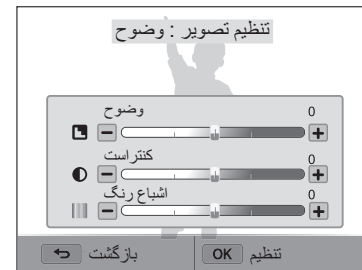 تنظیم تصویر : وضوح
وضوح 0
کنتراست 0
اشباع رنگ 0
تنظیم OK بازگشت